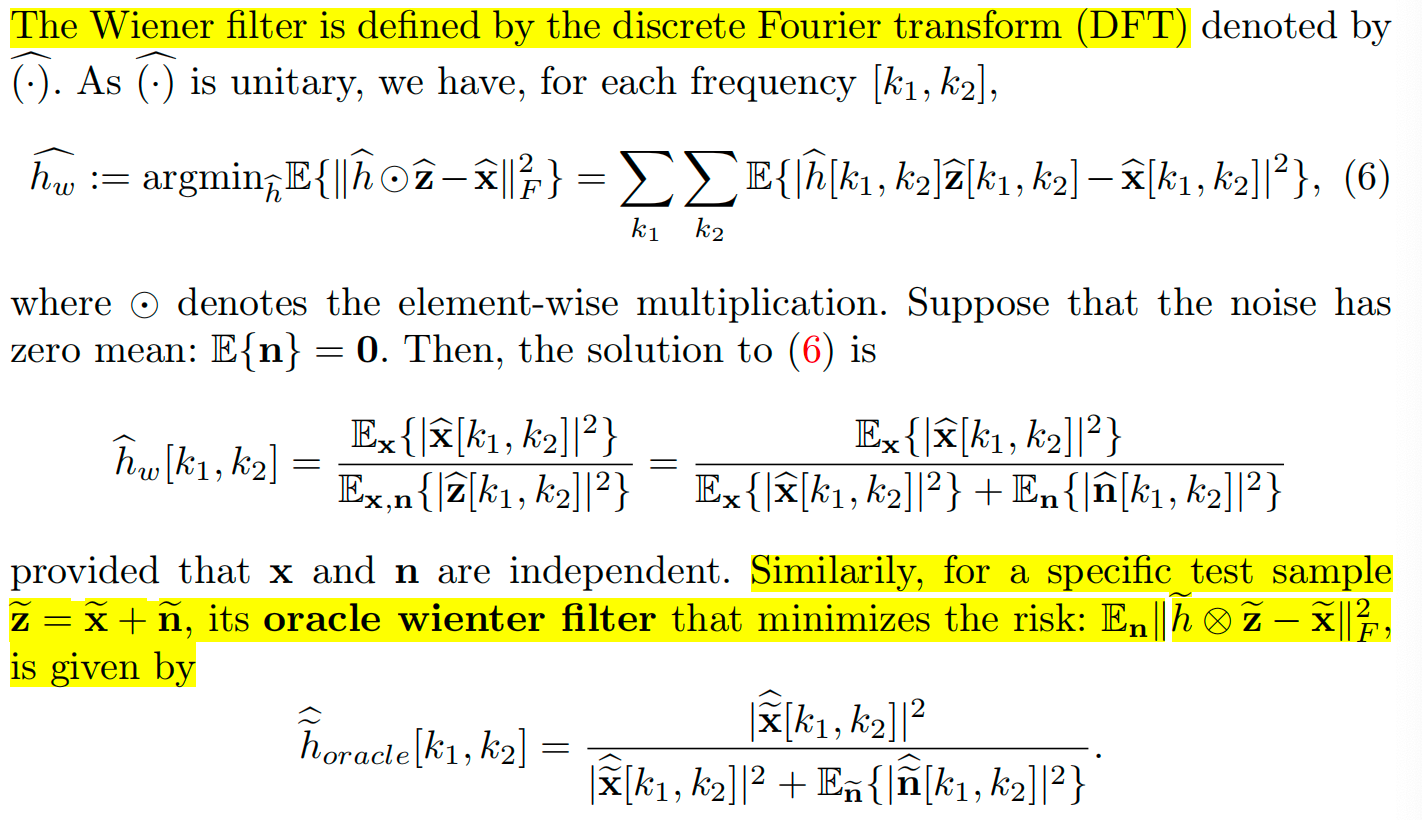 The Wiener filter is defined by the discrete Fourier transform (DFT) denoted by
$\widehat{(\cdot)}$. As $\widehat{(\cdot)}$ is unitary, we have, for each frequency $[k_1, k_2]$,
$\widehat{h_w} := \mathrm{argmin}_{\widehat{h}} \mathbb{E}\{\|\widehat{h} \odot \widehat{\mathbf{z}} - \widehat{\mathbf{x}}\|_F^2\} = \sum_{k_1} \sum_{k_2} \mathbb{E}\{|\widehat{h}[k_1, k_2]\widehat{\mathbf{z}}[k_1, k_2] - \widehat{\mathbf{x}}[k_1, k_2]|^2\}, \ (6)$
where $\odot$ denotes the element-wise multiplication. Suppose that the noise has
zero mean: $\mathbb{E}\{\mathbf{n}\} = \mathbf{0}$. Then, the solution to (6) is
$\widehat{h}_w[k_1, k_2] = \frac{\mathbb{E}_{\mathbf{x}}\{|\widehat{\mathbf{x}}[k_1, k_2]|^2\}}{\mathbb{E}_{\mathbf{x},\mathbf{n}}\{|\widehat{\mathbf{z}}[k_1, k_2]|^2\}} = \frac{\mathbb{E}_{\mathbf{x}}\{|\widehat{\mathbf{x}}[k_1, k_2]|^2\}}{\mathbb{E}_{\mathbf{x}}\{|\widehat{\mathbf{x}}[k_1, k_2]|^2\} + \mathbb{E}_{\mathbf{n}}\{|\widehat{\mathbf{n}}[k_1, k_2]|^2\}}$
provided that $\mathbf{x}$ and $\mathbf{n}$ are independent. Similarily, for a specific test sample
$\widetilde{\mathbf{z}} = \widetilde{\mathbf{x}} + \widetilde{\mathbf{n}}$, its oracle wienter filter that minimizes the risk: $\mathbb{E}_{\mathbf{n}}\|\widetilde{h} \otimes \widetilde{\mathbf{z}} - \widetilde{\mathbf{x}}\|_F^2$,
is given by
$\widehat{\widetilde{h}}_{oracle}[k_1, k_2] = \frac{|\widehat{\widetilde{\mathbf{x}}}[k_1, k_2]|^2}{|\widehat{\widetilde{\mathbf{x}}}[k_1, k_2]|^2 + \mathbb{E}_{\widetilde{\mathbf{n}}}\{|\widehat{\widetilde{\mathbf{n}}}[k_1, k_2]|^2\}}.$